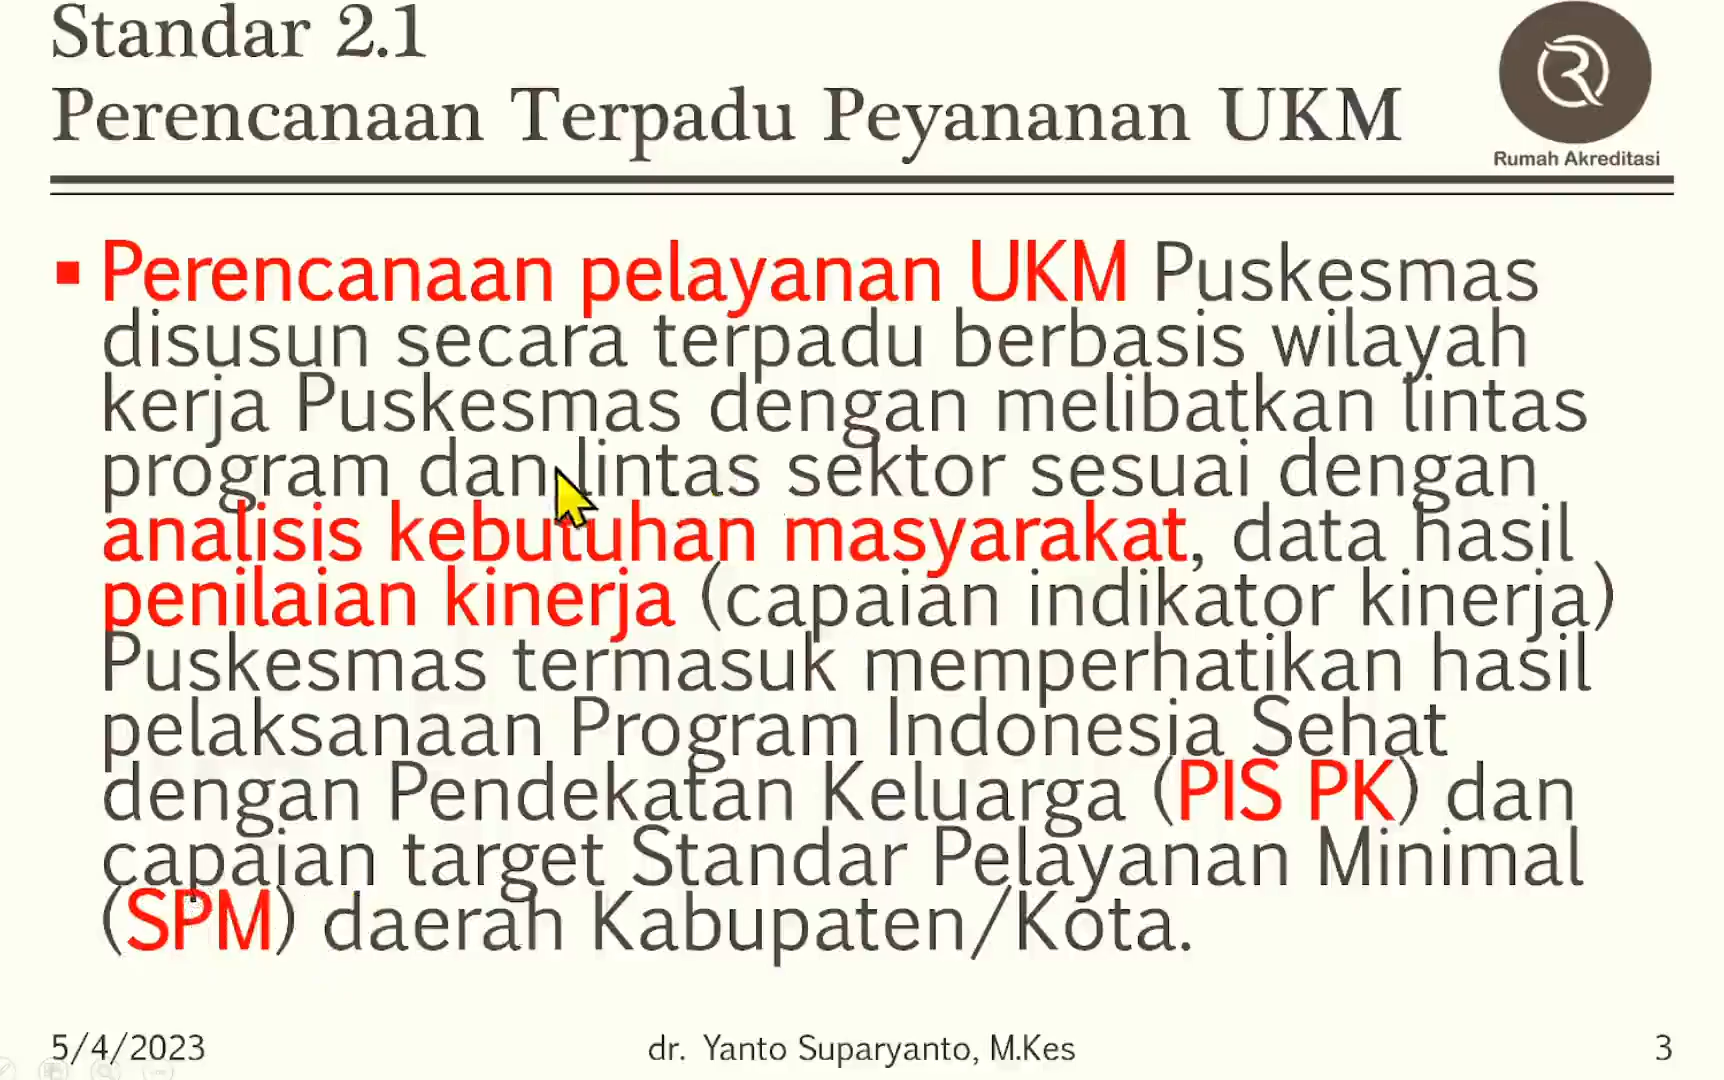 Standar 2.1
Perencanaan Terpadu Peyananan UKM
Rumah Akreditasi
▪ Perencanaan pelayanan UKM Puskesmas
disusun secara terpadu berbasis wilayah
kerja Puskesmas dengan melibatkan lintas
program dan lintas sektor sesuai dengan
analisis kebutuhan masyarakat, data hasil
penilaian kinerja (capaian indikator kinerja)
Puskesmas termasuk memperhatikan hasil
pelaksanaan Program Indonesia Sehat
dengan Pendekatan Keluarga (PIS PK) dan
capaian target Standar Pelayanan Minimal
(SPM) daerah Kabupaten/Kota.
5/4/2023
dr. Yanto Suparyanto, M.Kes
3